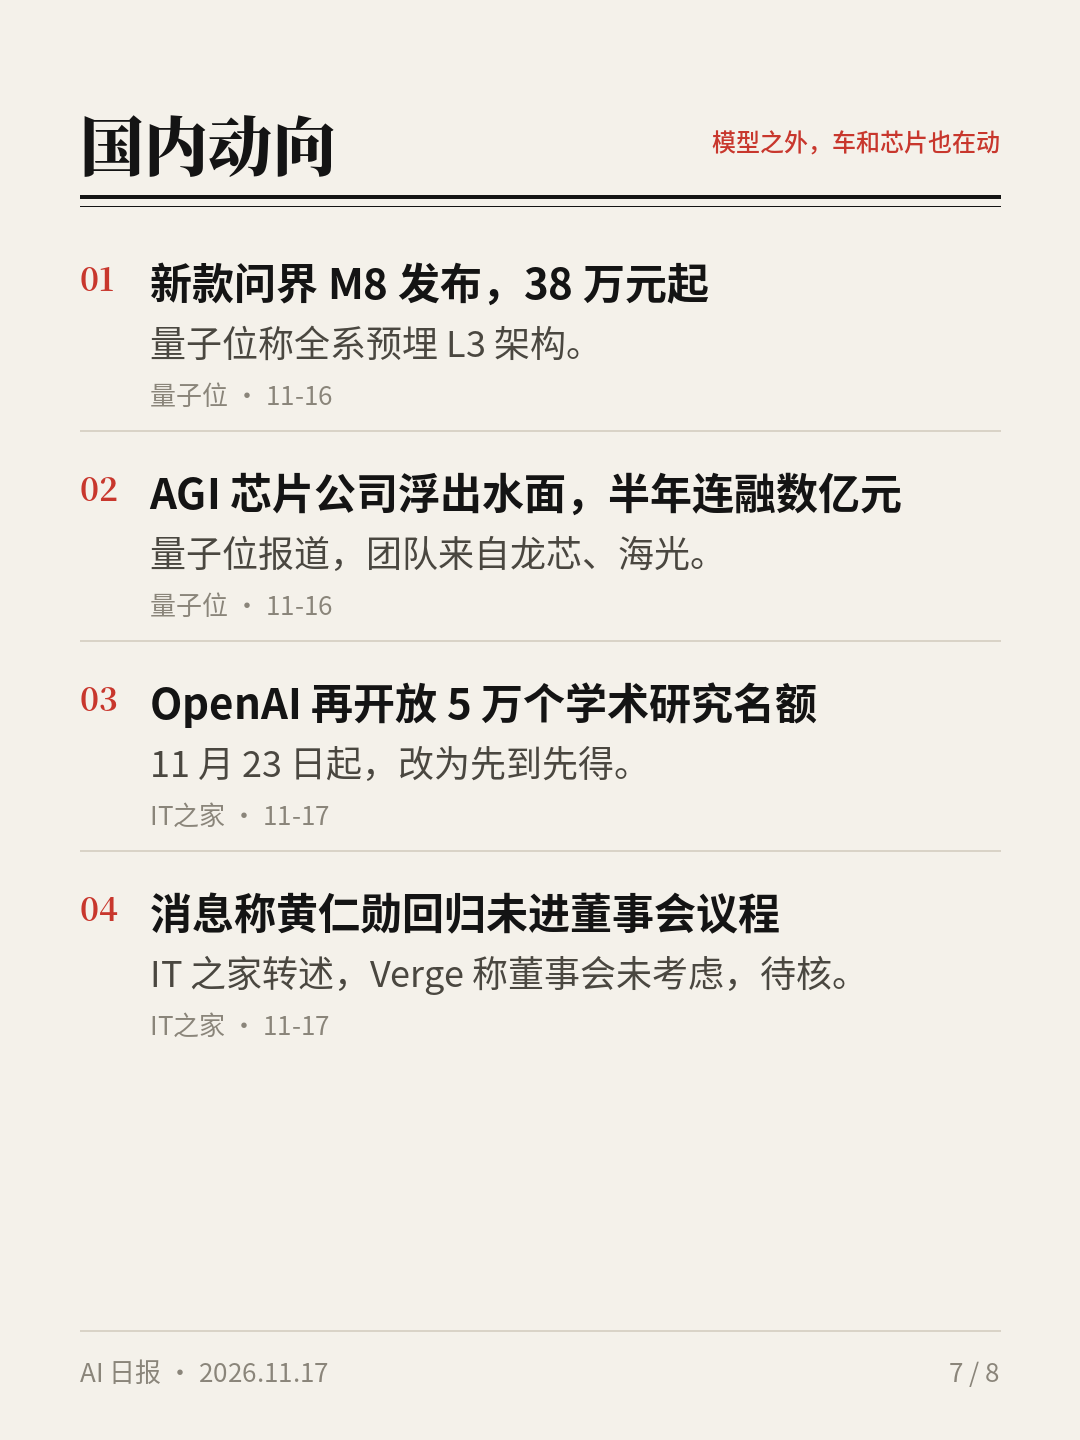 国内动向
模型之外，车和芯片也在动
01
新款问界 M8 发布，38 万元起
量子位称全系预埋 L3 架构。
量子位 · 11-16
02
AGI 芯片公司浮出水面，半年连融数亿元
量子位报道，团队来自龙芯、海光。
量子位 · 11-16
03
OpenAI 再开放 5 万个学术研究名额
11 月 23 日起，改为先到先得。
IT之家 · 11-17
04
消息称黄仁勋回归未进董事会议程
IT 之家转述，Verge 称董事会未考虑，待核。
IT之家 · 11-17
AI 日报 · 2026.11.17
7 / 8